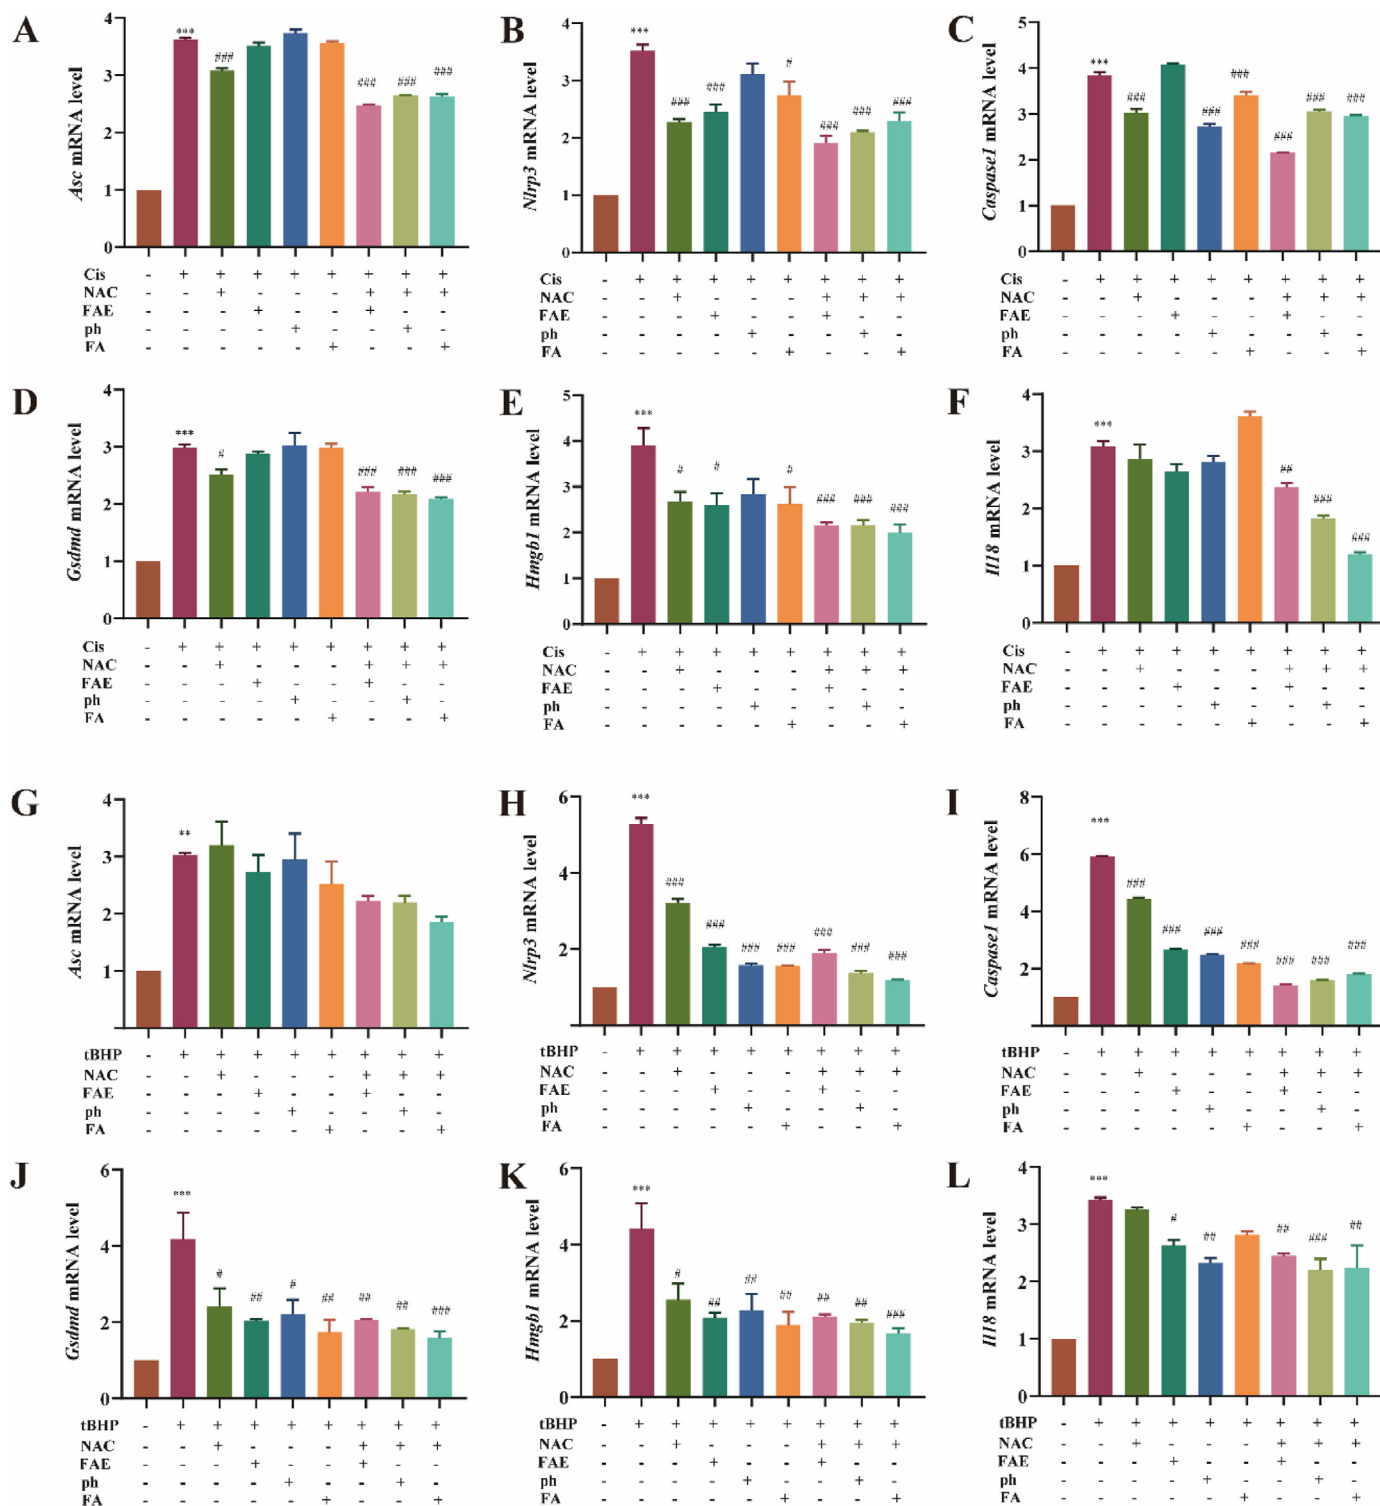 A
B
C
Asc mRNA level
Nlrp3 mRNA level
Caspase1 mRNA level
4
3
2
1
0
4
3
2
1
0
5
4
3
2
1
0
*** ### ### ### ###
*** ### ### # ### ### ###
*** ### ### ### ### ### ###
Cis - + + + + + + + +
NAC - - + - - - + + +
FAE - - - + - - + - -
ph - - - - + - - + -
FA - - - - - + - - +
Cis - + + + + + + + +
NAC - - + - - - + + +
FAE - - - + - - + - -
ph - - - - + - - + -
FA - - - - - + - - +
Cis - + + + + + + + +
NAC - - + - - - + + +
FAE - - - + - - + - -
ph - - - - + - - + -
FA - - - - - + - - +
D
E
F
Gsdmd mRNA level
Hmgb1 mRNA level
Il18 mRNA level
4
3
2
1
0
5
4
3
2
1
0
4
3
2
1
0
*** # ### ### ###
*** # # # ### ### ###
*** ## ### ###
Cis - + + + + + + + +
NAC - - + - - - + + +
FAE - - - + - - + - -
ph - - - - + - - + -
FA - - - - - + - - +
Cis - + + + + + + + +
NAC - - + - - - + + +
FAE - - - + - - + - -
ph - - - - + - - + -
FA - - - - - + - - +
Cis - + + + + + + + +
NAC - - + - - - + + +
FAE - - - + - - + - -
ph - - - - + - - + -
FA - - - - - + - - +
G
H
I
Asc mRNA level
Nlrp3 mRNA level
Caspase1 mRNA level
4
3
2
1
0
6
4
2
0
8
6
4
2
0
**
*** ### ### ### ### ### ### ###
*** ### ### ### ### ### ### ###
tBHP - + + + + + + + +
NAC - - + - - - + + +
FAE - - - + - - + - -
ph - - - - + - - + -
FA - - - - - + - - +
tBHP - + + + + + + + +
NAC - - + - - - + + +
FAE - - - + - - + - -
ph - - - - + - - + -
FA - - - - - + - - +
tBHP - + + + + + + + +
NAC - - + - - - + + +
FAE - - - + - - + - -
ph - - - - + - - + -
FA - - - - - + - - +
J
K
L
Gsdmd mRNA level
Hmgb1 mRNA level
Il18 mRNA level
6
4
2
0
6
4
2
0
4
3
2
1
0
*** # ## # ## ## ## ###
*** # ## ## ## ## ## ###
*** # ## ## ### ##
tBHP - + + + + + + + +
NAC - - + - - - + + +
FAE - - - + - - + - -
ph - - - - + - - + -
FA - - - - - + - - +
tBHP - + + + + + + + +
NAC - - + - - - + + +
FAE - - - + - - + - -
ph - - - - + - - + -
FA - - - - - + - - +
tBHP - + + + + + + + +
NAC - - + - - - + + +
FAE - - - + - - + - -
ph - - - - + - - + -
FA - - - - - + - - +